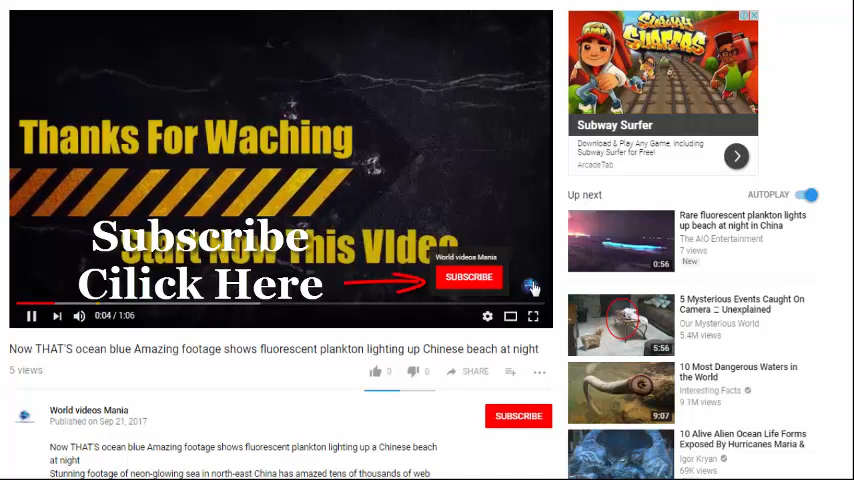 Thanks For Waching
Start Now This VIdeo
Subscribe
Cilick Here
World videos Mania
SUBSCRIBE
0:04 / 1:06
Now THAT'S ocean blue Amazing footage shows fluorescent plankton lighting up Chinese beach at night
5 views
0
0
SHARE
World videos Mania
Published on Sep 21, 2017
SUBSCRIBE
Now THAT'S ocean blue Amazing footage shows fluorescent plankton lighting up a Chinese beach
at night
Stunning footage of neon-glowing sea in north-east China has amazed tens of thousands of web
SUBWAY
SURFERS
Subway Surfer
Download & Play Any Game, Including
Subway Surfer for Free!
ArcadeTab
Up next
AUTOPLAY
Rare fluorescent plankton lights
up beach at night in China
The AIO Entertainment
7 views
New
0:56
5 Mysterious Events Caught On
Camera □ Unexplained
Our Mysterious World
5.4M views
5:56
10 Most Dangerous Waters in
the World
Interesting Facts
9.1M views
9:07
10 Alive Alien Ocean Life Forms
Exposed By Hurricanes Maria &
Igor Kryan
69K views